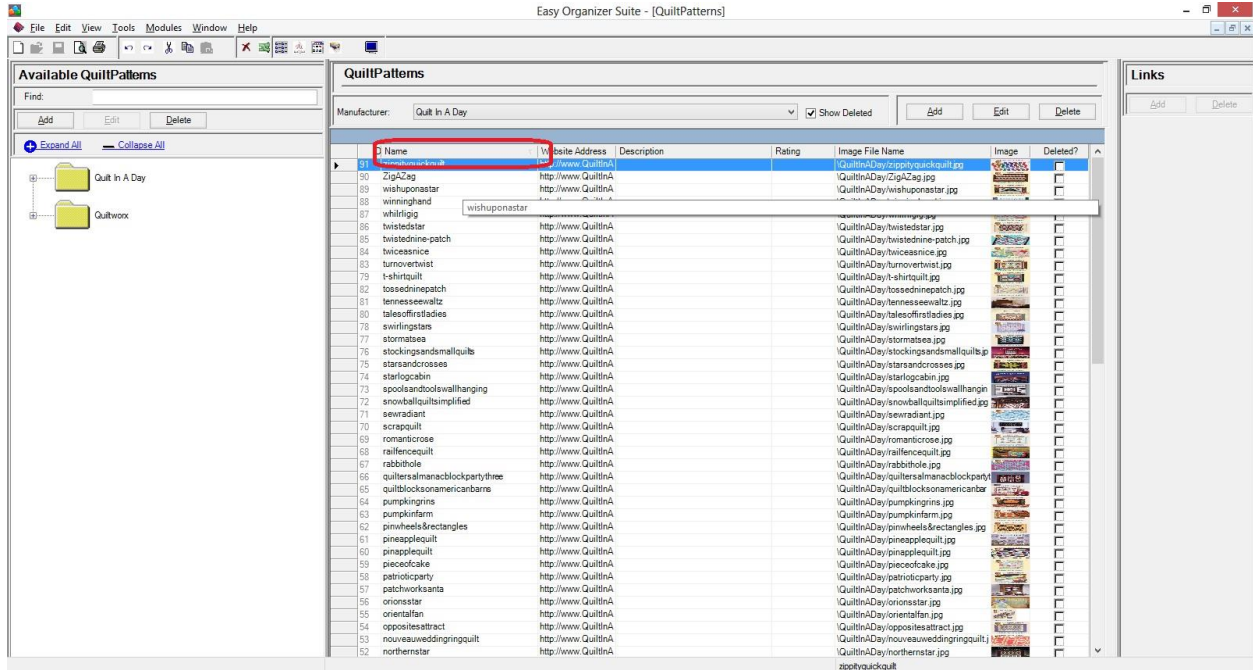 Easy Organizer Suite - [QuiltPatterns]
File Edit View Tools Modules Window Help
Available QuiltPatterns
Find:
Add Edit Delete
Expand All Collapse All
Quilt In A Day
Quiltworx
QuiltPatterns
Manufacturer: Quilt In A Day Show Deleted Add Edit Delete
D Name Website Address Description Rating Image File Name Image Deleted?
91 zippityquickquilt http://www.QuiltInA \QuiltInADay/zippityquickquilt.jpg
90 ZigAZag http://www.QuiltInA \QuiltInADay/ZigAZag.jpg
89 wishuponastar http://www.QuiltInA \QuiltInADay/wishuponastar.jpg
88 winninghand
wishuponastar
87 whilrligig
86 twistedstar http://www.QuiltInA \QuiltInADay/twistedstar.jpg
85 twistednine-patch http://www.QuiltInA \QuiltInADay/twistednine-patch.jpg
84 twiceasnice http://www.QuiltInA \QuiltInADay/twiceasnice.jpg
83 turnovertwist http://www.QuiltInA \QuiltInADay/turnovertwist.jpg
79 t-shirtquilt http://www.QuiltInA \QuiltInADay/t-shirtquilt.jpg
82 tossedninepatch http://www.QuiltInA \QuiltInADay/tossedninepatch.jpg
81 tennesseewaltz http://www.QuiltInA \QuiltInADay/tennesseewaltz.jpg
80 talesoffirstladies http://www.QuiltInA \QuiltInADay/talesoffirstladies.jpg
78 swirlingstars http://www.QuiltInA \QuiltInADay/swirlingstars.jpg
77 stormatsea http://www.QuiltInA \QuiltInADay/stormatsea.jpg
76 stockingsandsmallquilts http://www.QuiltInA \QuiltInADay/stockingsandsmallquilts.jp
75 starsandcrosses http://www.QuiltInA \QuiltInADay/starsandcrosses.jpg
74 starlogcabin http://www.QuiltInA \QuiltInADay/starlogcabin.jpg
73 spoolsandtoolswallhanging http://www.QuiltInA \QuiltInADay/spoolsandtoolswallhangin
72 snowballquiltsimplified http://www.QuiltInA \QuiltInADay/snowballquiltsimplified.jpg
71 sewradiant http://www.QuiltInA \QuiltInADay/sewradiant.jpg
70 scrapquilt http://www.QuiltInA \QuiltInADay/scrapquilt.jpg
69 romanticrose http://www.QuiltInA \QuiltInADay/romanticrose.jpg
68 railfencequilt http://www.QuiltInA \QuiltInADay/railfencequilt.jpg
67 rabbithole http://www.QuiltInA \QuiltInADay/rabbithole.jpg
66 quiltersalmanacblockpartythree http://www.QuiltInA \QuiltInADay/quiltersalmanacblockpartyt
65 quiltblocksonamericanbarns http://www.QuiltInA \QuiltInADay/quiltblocksonamericanbar
64 pumpkingrins http://www.QuiltInA \QuiltInADay/pumpkingrins.jpg
63 pumpkinfarm http://www.QuiltInA \QuiltInADay/pumpkinfarm.jpg
62 pinwheels&rectangles http://www.QuiltInA \QuiltInADay/pinwheels&rectangles.jpg
61 pineapplequilt http://www.QuiltInA \QuiltInADay/pineapplequilt.jpg
60 pinapplequilt http://www.QuiltInA \QuiltInADay/pinapplequilt.jpg
59 pieceofcake http://www.QuiltInA \QuiltInADay/pieceofcake.jpg
58 patrioticparty http://www.QuiltInA \QuiltInADay/patrioticparty.jpg
57 patchworksanta http://www.QuiltInA \QuiltInADay/patchworksanta.jpg
56 orionsstar http://www.QuiltInA \QuiltInADay/orionsstar.jpg
55 orientalfan http://www.QuiltInA \QuiltInADay/orientalfan.jpg
54 oppositesattract http://www.QuiltInA \QuiltInADay/oppositesattract.jpg
53 nouveauweddingringquilt http://www.QuiltInA \QuiltInADay/nouveauweddingringquilt.j
52 northernstar http://www.QuiltInA \QuiltInADay/northernstar.jpg
zippityquickquilt
Links
Add Delete